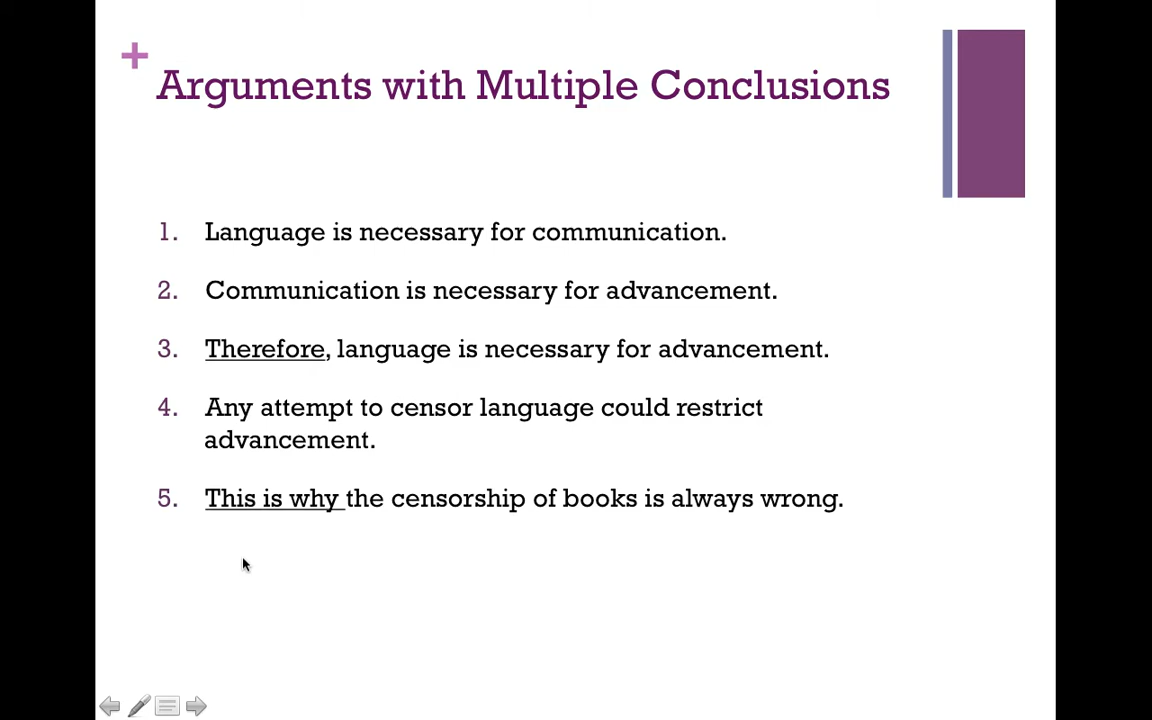 +
Arguments with Multiple Conclusions
1. Language is necessary for communication.
2. Communication is necessary for advancement.
3. Therefore, language is necessary for advancement.
4. Any attempt to censor language could restrict
advancement.
5. This is why the censorship of books is always wrong.